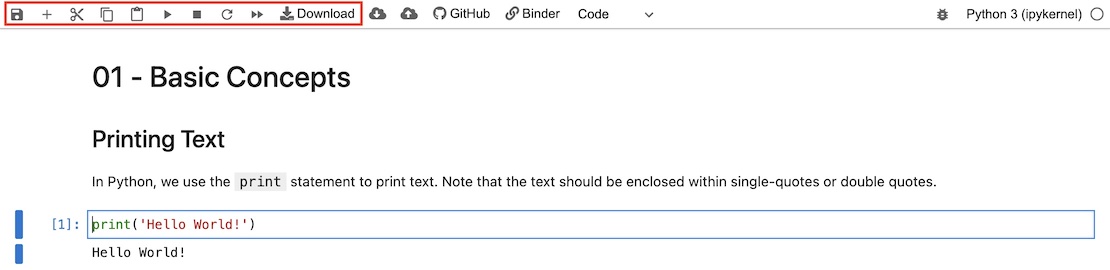 Download GitHub Binder Code Python 3 (ipykernel)
01 - Basic Concepts
Printing Text
In Python, we use the print statement to print text. Note that the text should be enclosed within single-quotes or double quotes.
[1]: print('Hello World!')
Hello World!